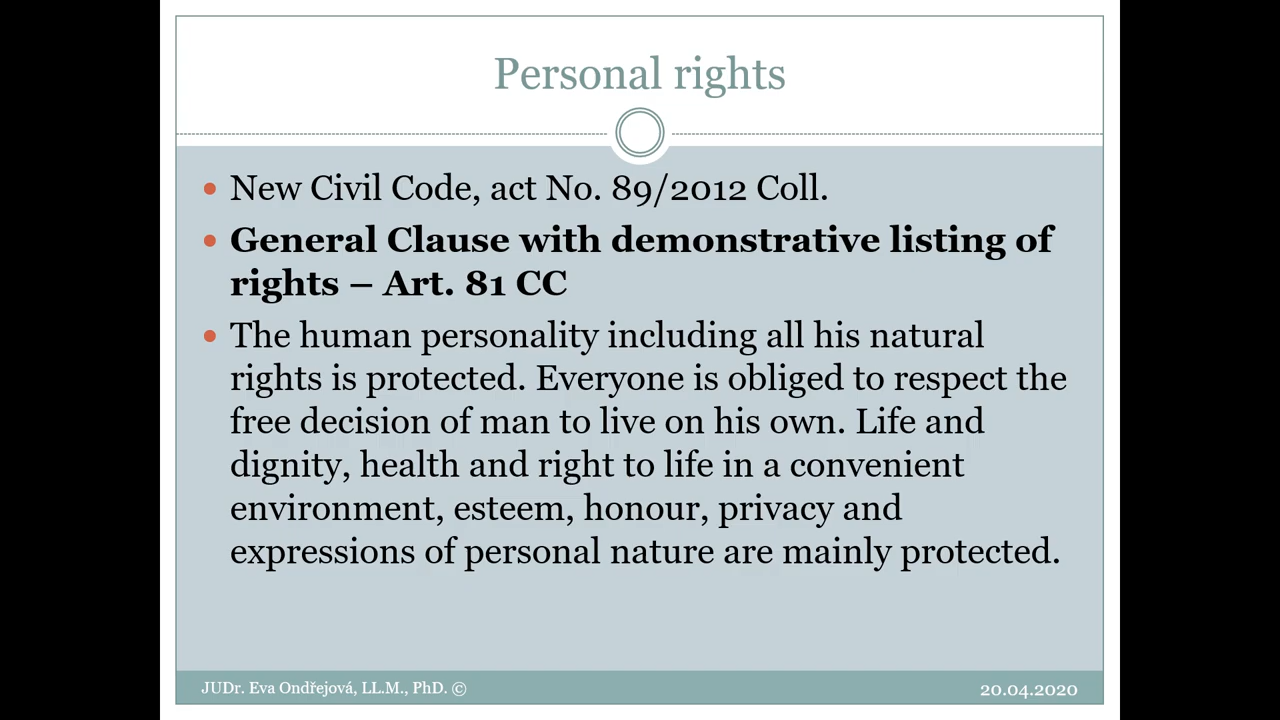 Personal rights
New Civil Code, act No. 89/2012 Coll.
General Clause with demonstrative listing of
rights – Art. 81 CC
The human personality including all his natural
rights is protected. Everyone is obliged to respect the
free decision of man to live on his own. Life and
dignity, health and right to life in a convenient
environment, esteem, honour, privacy and
expressions of personal nature are mainly protected.
JUDr. Eva Ondřejová, LL.M., PhD. ©
20.04.2020